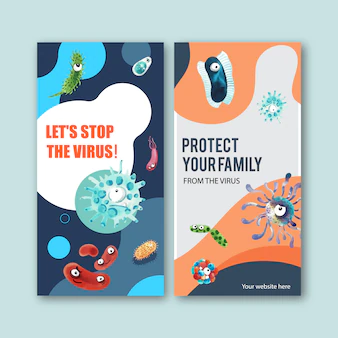 LET'S STOP
THE VIRUS!
PROTECT
YOUR FAMILY
FROM THE VIRUS
Your website here